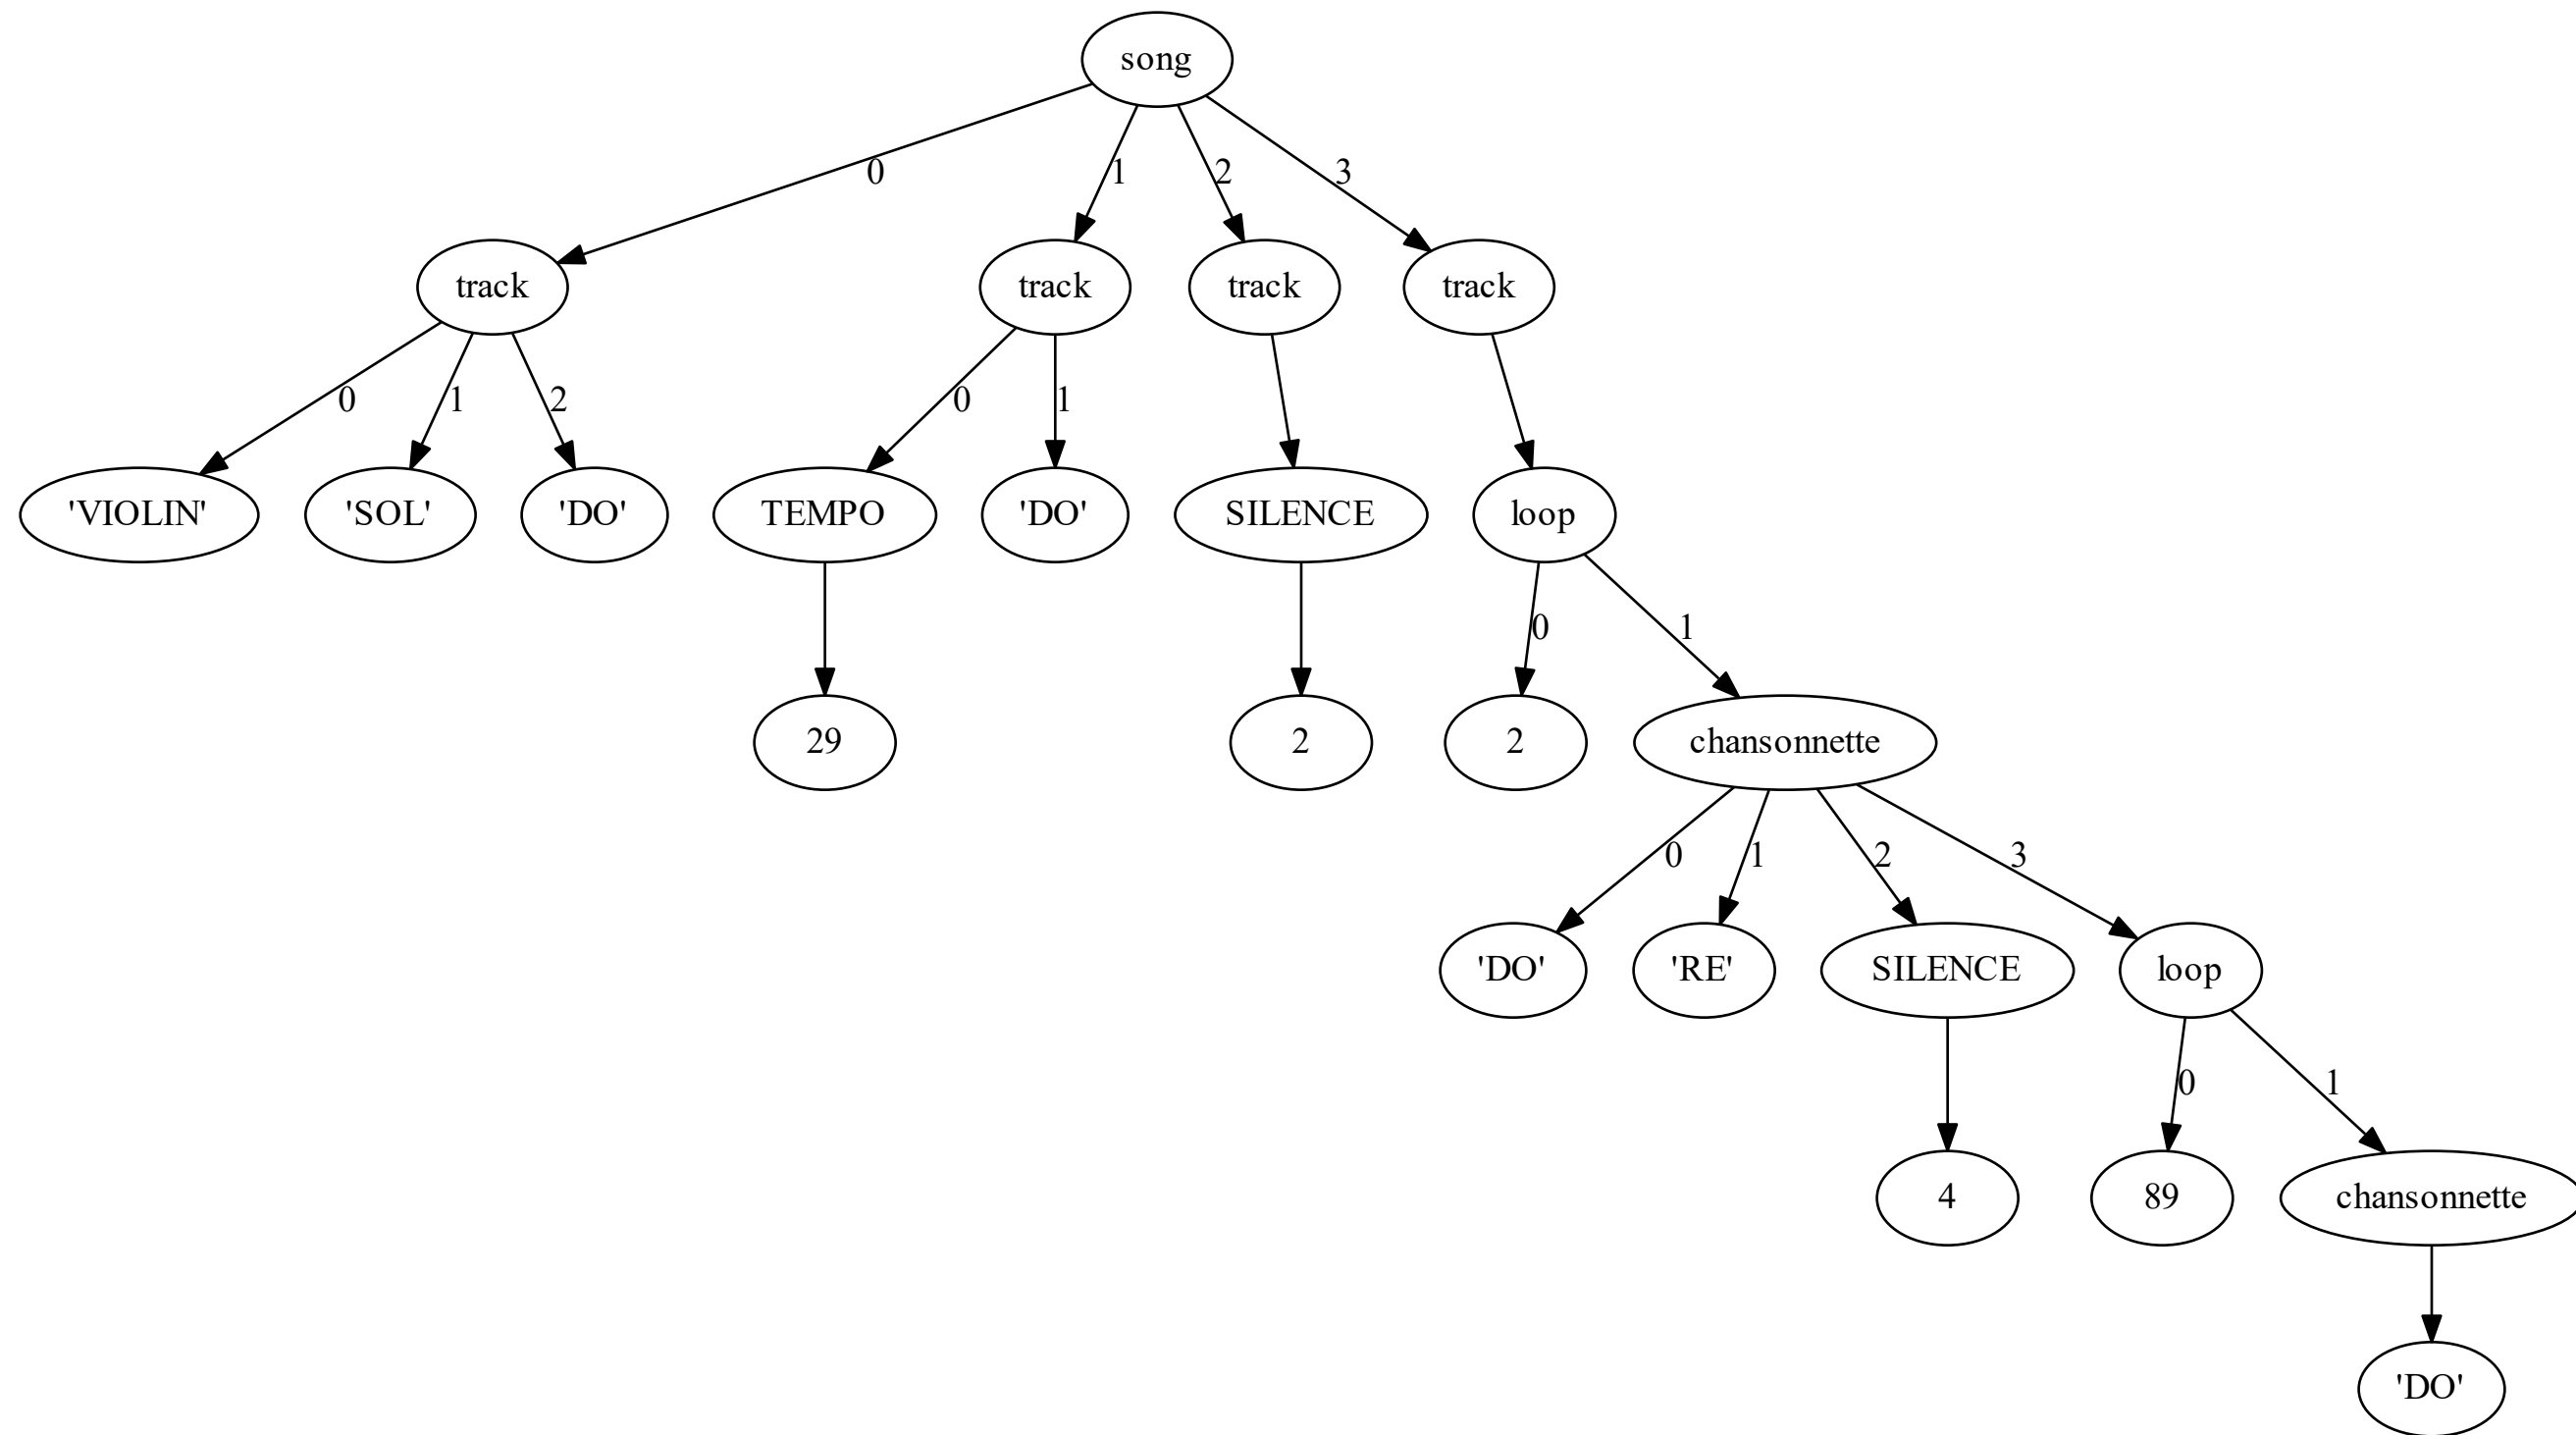 song
0 1 2 3
track track track track
0 1 2 0 1
'VIOLIN' 'SOL' 'DO' TEMPO 'DO' SILENCE loop
0 1
29 2 2 chansonnette
0 1 2 3
'DO' 'RE' SILENCE loop
0 1
4 89 chansonnette
'DO'